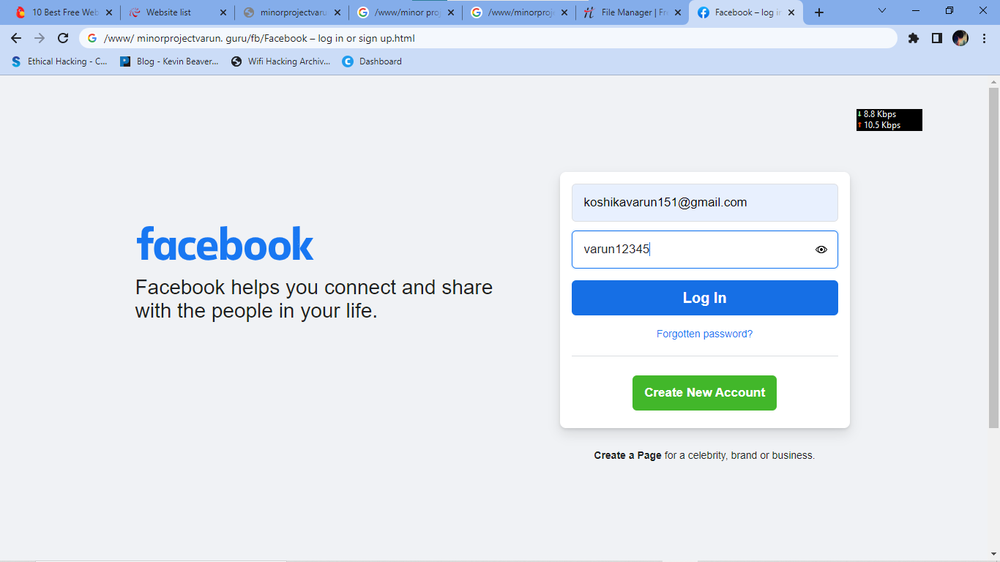 10 Best Free Web
Website list
minorprojectvaru
/www/minor proj
/www/minorproje
File Manager | Fr
Facebook – log in
/www/ minorprojectvarun. guru/fb/Facebook – log in or sign up.html
Ethical Hacking - C...
Blog - Kevin Beaver...
Wifi Hacking Archiv...
Dashboard
↓ 8.8 Kbps
↑ 10.5 Kbps
koshikavarun151@gmail.com
facebook
varun12345
Facebook helps you connect and share
with the people in your life.
Log In
Forgotten password?
Create New Account
Create a Page for a celebrity, brand or business.